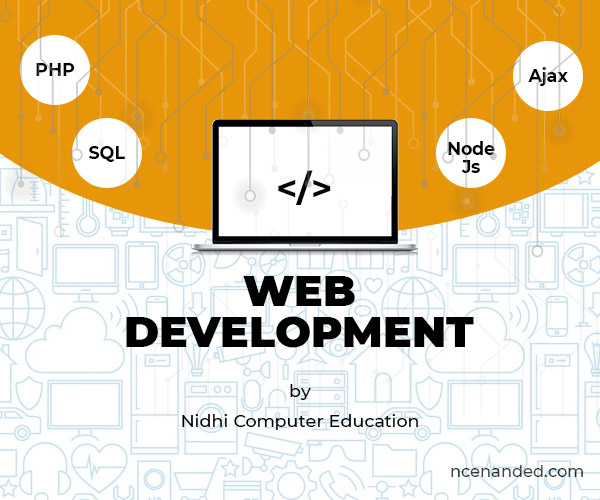 PHP
SQL
Ajax
Node
Js
</>
WEB
DEVELOPMENT
by
Nidhi Computer Education
ncenanded.com